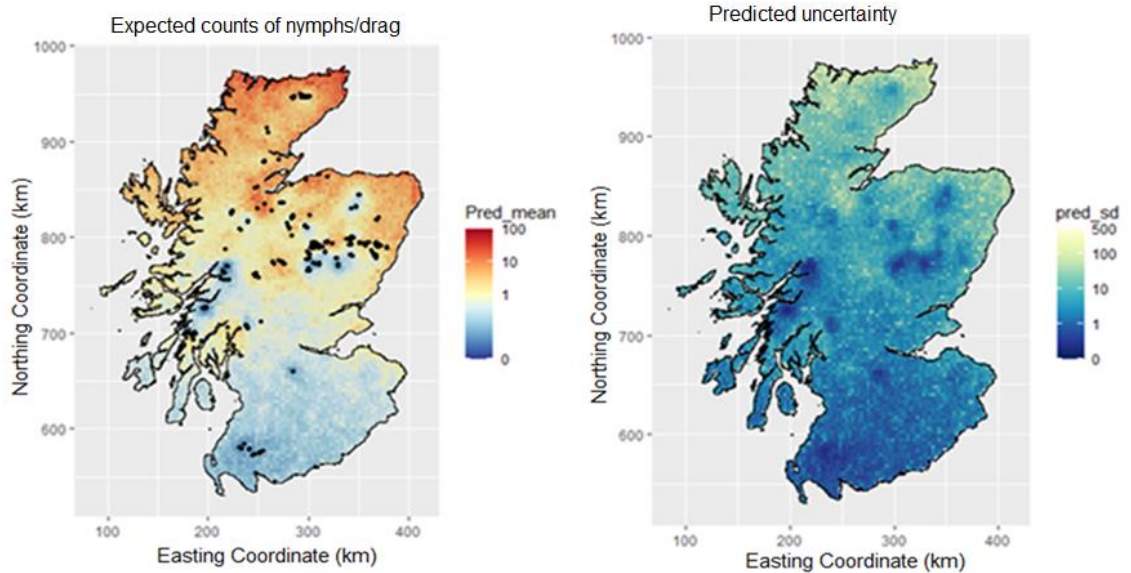 Expected counts of nymphs/drag
1000
900
800
700
600
Northing Coordinate (km)
100 200 300 400
Easting Coordinate (km)
Pred_mean
100
10
1
0
Predicted uncertainty
1000
900
800
700
600
Northing Coordinate (km)
100 200 300 400
Easting Coordinate (km)
pred_sd
500
100
10
1
0